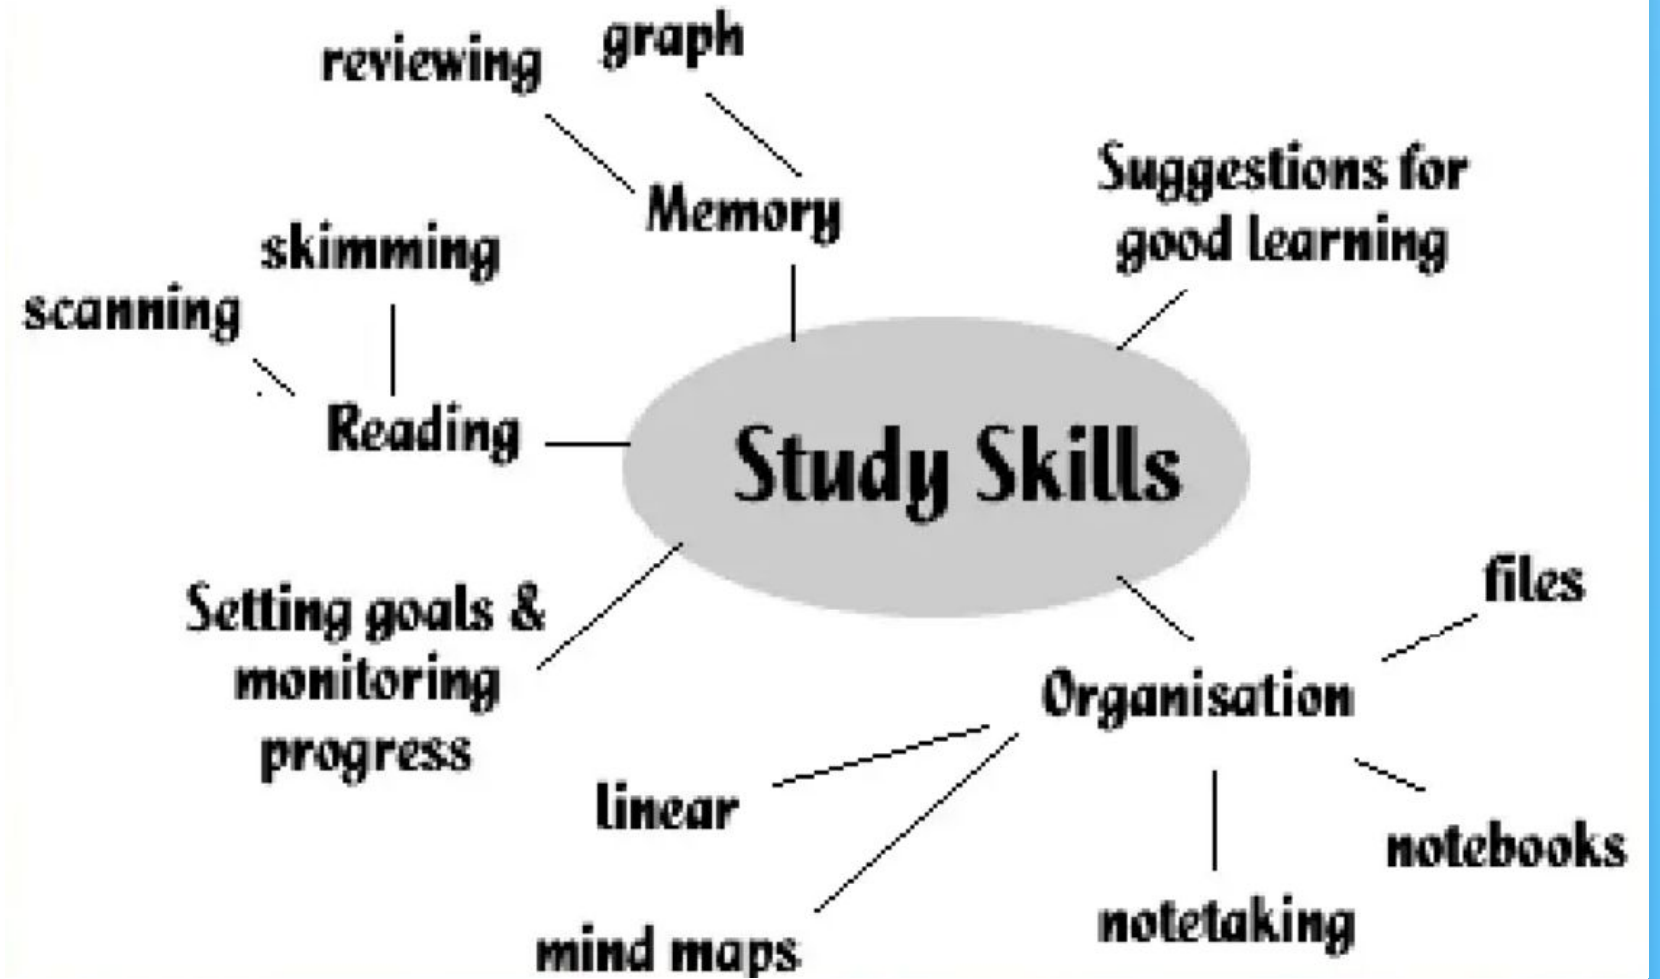 reviewing
graph
Memory
Suggestions for
good learning
skimming
scanning
Reading
Study Skills
Setting goals &
monitoring
progress
files
Organisation
linear
notebooks
notetaking
mind maps